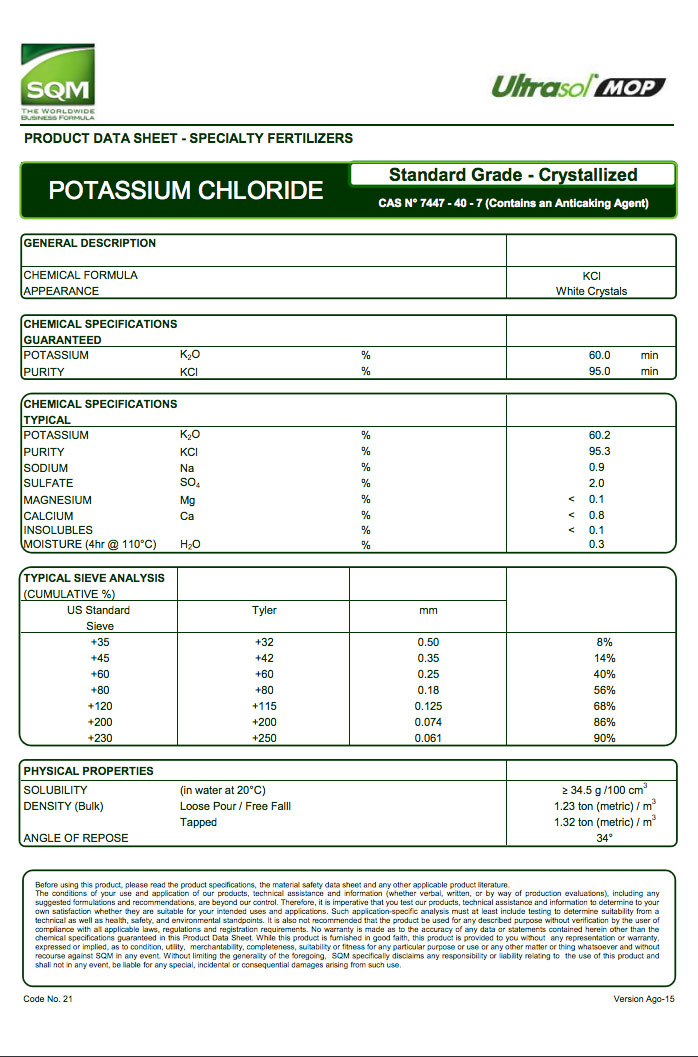 SQM
THE WORLDWIDE
BUSINESS FORMULA
Ultrasol MOP
PRODUCT DATA SHEET - SPECIALTY FERTILIZERS
POTASSIUM CHLORIDE
Standard Grade - Crystallized
CAS N° 7447 - 40 - 7 (Contains an Anticaking Agent)
GENERAL DESCRIPTION
CHEMICAL FORMULA KCl
APPEARANCE White Crystals
CHEMICAL SPECIFICATIONS
GUARANTEED
POTASSIUM K₂O % 60.0 min
PURITY KCl % 95.0 min
CHEMICAL SPECIFICATIONS
TYPICAL
POTASSIUM K₂O % 60.2
PURITY KCl % 95.3
SODIUM Na % 0.9
SULFATE SO₄ % 2.0
MAGNESIUM Mg % < 0.1
CALCIUM Ca % < 0.8
INSOLUBLES % < 0.1
MOISTURE (4hr @ 110°C) H₂O % 0.3
TYPICAL SIEVE ANALYSIS
(CUMULATIVE %)
US Standard Tyler mm
Sieve
+35 +32 0.50 8%
+45 +42 0.35 14%
+60 +60 0.25 40%
+80 +80 0.18 56%
+120 +115 0.125 68%
+200 +200 0.074 86%
+230 +250 0.061 90%
PHYSICAL PROPERTIES
SOLUBILITY (in water at 20°C) ≥ 34.5 g /100 cm³
DENSITY (Bulk) Loose Pour / Free Falll 1.23 ton (metric) / m³
Tapped 1.32 ton (metric) / m³
ANGLE OF REPOSE 34°
Before using this product, please read the product specifications, the material safety data sheet and any other applicable product literature.
The conditions of your use and application of our products, technical assistance and information (whether verbal, written, or by way of production evaluations), including any
suggested formulations and recommendations, are beyond our control. Therefore, it is imperative that you test our products, technical assistance and information to determine to your
own satisfaction whether they are suitable for your intended uses and applications. Such application-specific analysis must at least include testing to determine suitability from a
technical as well as health, safety, and environmental standpoints. It is also not recommended that the product be used for any described purpose without verification by the user of
compliance with all applicable laws, regulations and registration requirements. No warranty is made as to the accuracy of any data or statements contained herein other than the
chemical specifications guaranteed in this Product Data Sheet. While this product is furnished in good faith, this product is provided to you without any representation or warranty,
expressed or implied, as to condition, utility, merchantability, completeness, suitability or fitness for any particular purpose or use or any other matter or thing whatsoever and without
recourse against SQM in any event. Without limiting the generality of the foregoing, SQM specifically disclaims any responsibility or liability relating to the use of this product and
shall not in any event, be liable for any special, incidental or consequential damages arising from such use.
Code No. 21 Version Ago-15